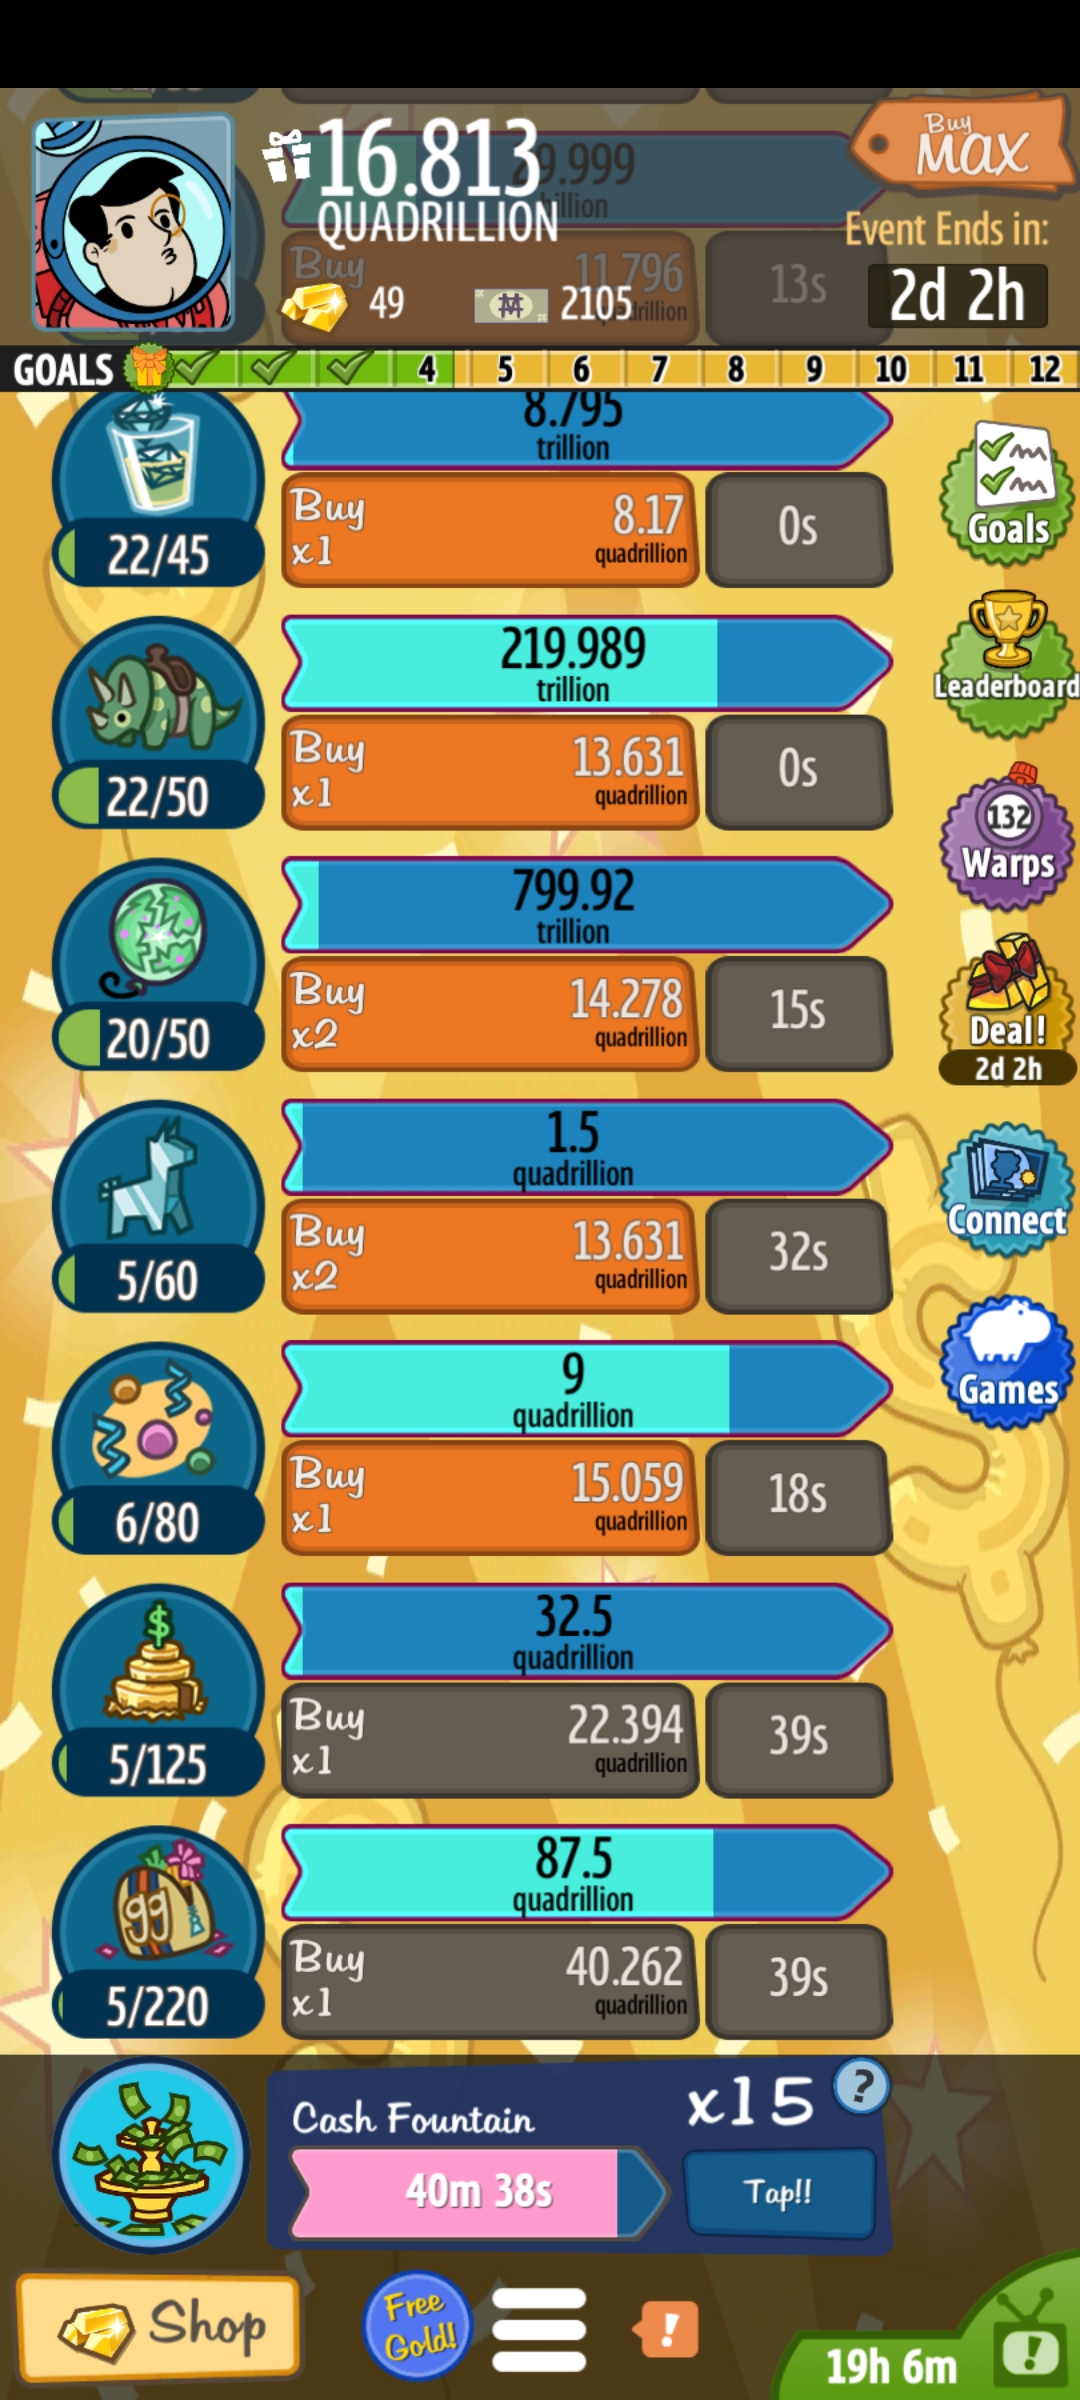 16.813
QUADRILLION
Buy
MAX
Event Ends in:
2d 2h
49
2105
Buy
11.796
13s
GOALS
4
5
6
7
8
9
10
11
12
8.795
trillion
22/45
Buy
x1
8.17
quadrillion
0s
Goals
219.989
trillion
22/50
Buy
x1
13.631
quadrillion
0s
Leaderboard
799.92
trillion
20/50
Buy
x2
14.278
quadrillion
15s
132
Warps
Deal!
2d 2h
1.5
quadrillion
5/60
Buy
x2
13.631
quadrillion
32s
Connect
9
quadrillion
6/80
Buy
x1
15.059
quadrillion
18s
Games
32.5
quadrillion
$
5/125
Buy
x1
22.394
quadrillion
39s
87.5
quadrillion
99
5/220
Buy
x1
40.262
quadrillion
39s
Cash Fountain
x15
?
40m 38s
Tap!!
Shop
Free
Gold!
!
19h 6m
!